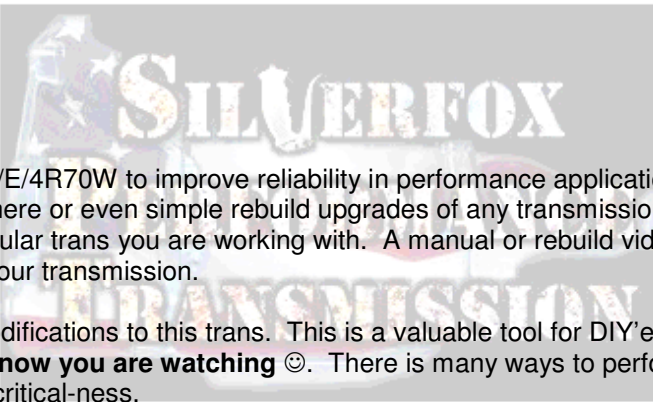 SILVERFOX
/E/4R70W to improve reliability in performance applicatio
here or even simple rebuild upgrades of any transmissio
PERFORMANCE
ular trans you are working with. A manual or rebuild vid
our transmission.
TRANSMISSION
difications to this trans. This is a valuable tool for DIY'e
now you are watching ☺. There is many ways to perfo
critical-ness.